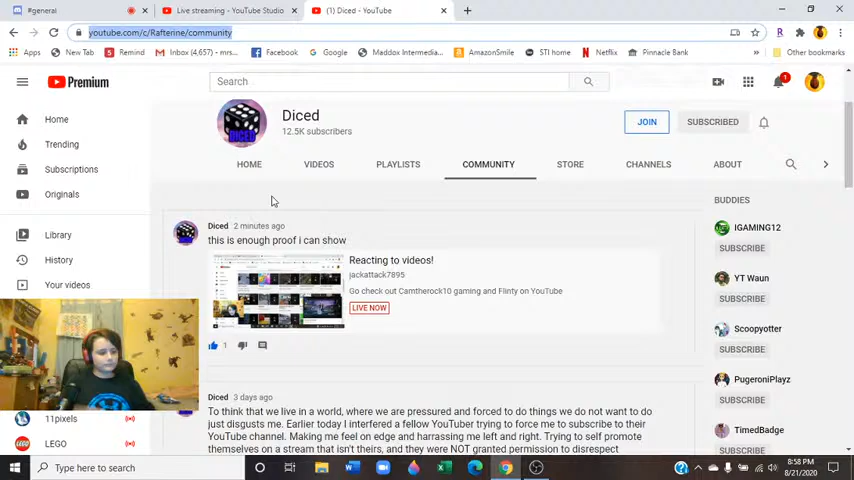 #general
Live streaming - YouTube Studio
(1) Diced - YouTube
youtube.com/c/Rafterine/community
Apps
New Tab
Remind
Inbox (4,657) - mrs...
Facebook
Google
Maddox Intermedia...
AmazonSmile
STI home
Netflix
Pinnacle Bank
Other bookmarks
Premium
Search
1
Home
Trending
Subscriptions
Originals
Library
History
Your videos
11pixels
LEGO
DICED
Diced
12.5K subscribers
JOIN
SUBSCRIBED
HOME
VIDEOS
PLAYLISTS
COMMUNITY
STORE
CHANNELS
ABOUT
Diced 2 minutes ago
this is enough proof i can show
Reacting to videos!
jackattack7895
Go check out Camtherock10 gaming and Flinty on YouTube
LIVE NOW
1
Diced 3 days ago
To think that we live in a world, where we are pressured and forced to do things we do not want to do
just disgusts me. Earlier today I interfered a fellow YouTuber trying to force me to subscribe to their
YouTube channel. Making me feel on edge and harrassing me left and right. Trying to self promote
themselves on a stream that isn't theirs, and they were NOT granted permission to disrespect
BUDDIES
IGAMING12
SUBSCRIBE
YT Waun
SUBSCRIBE
Scoopyotter
SUBSCRIBE
PugeroniPlayz
SUBSCRIBE
TimedBadge
SUBSCRIBE
Type here to search
8:58 PM
8/21/2020